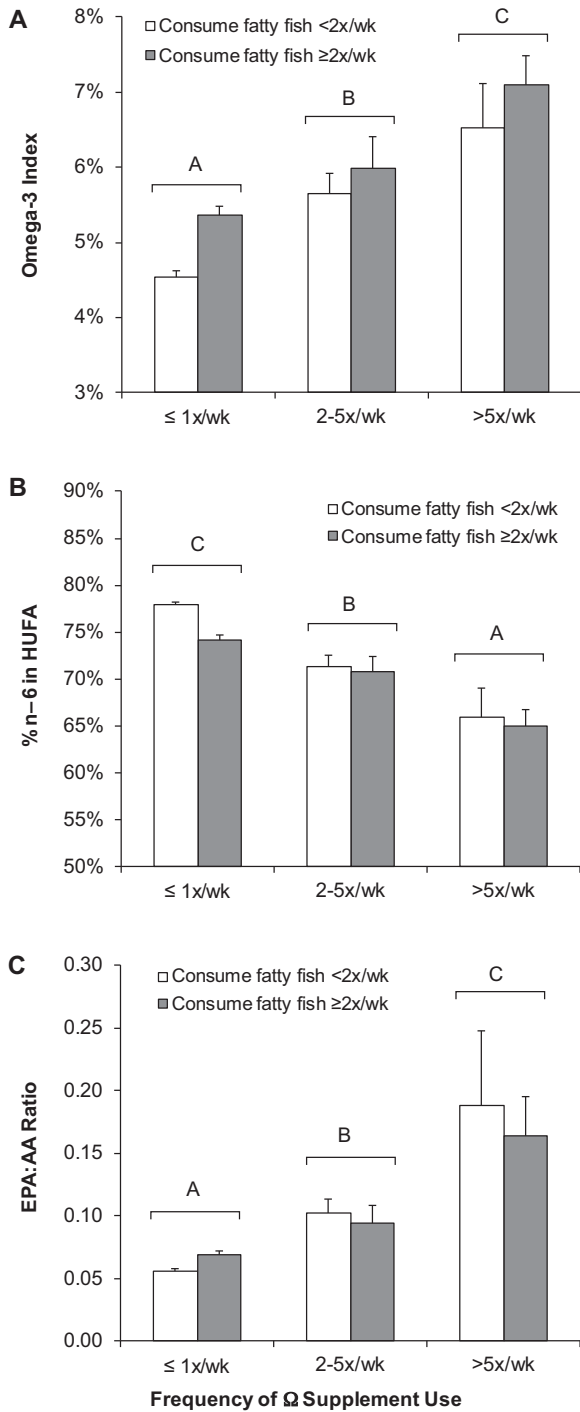 A
8%
7%
6%
5%
4%
3%
Omega-3 Index
Consume fatty fish <2x/wk
Consume fatty fish ≥2x/wk
A
B
C
≤ 1x/wk
2-5x/wk
>5x/wk
B
90%
85%
80%
75%
70%
65%
60%
55%
50%
% n–6 in HUFA
Consume fatty fish <2x/wk
Consume fatty fish ≥2x/wk
C
B
A
≤ 1x/wk
2-5x/wk
>5x/wk
C
0.30
0.25
0.20
0.15
0.10
0.05
0.00
EPA:AA Ratio
Consume fatty fish <2x/wk
Consume fatty fish ≥2x/wk
A
B
C
≤ 1x/wk
2-5x/wk
>5x/wk
Frequency of Ω Supplement Use